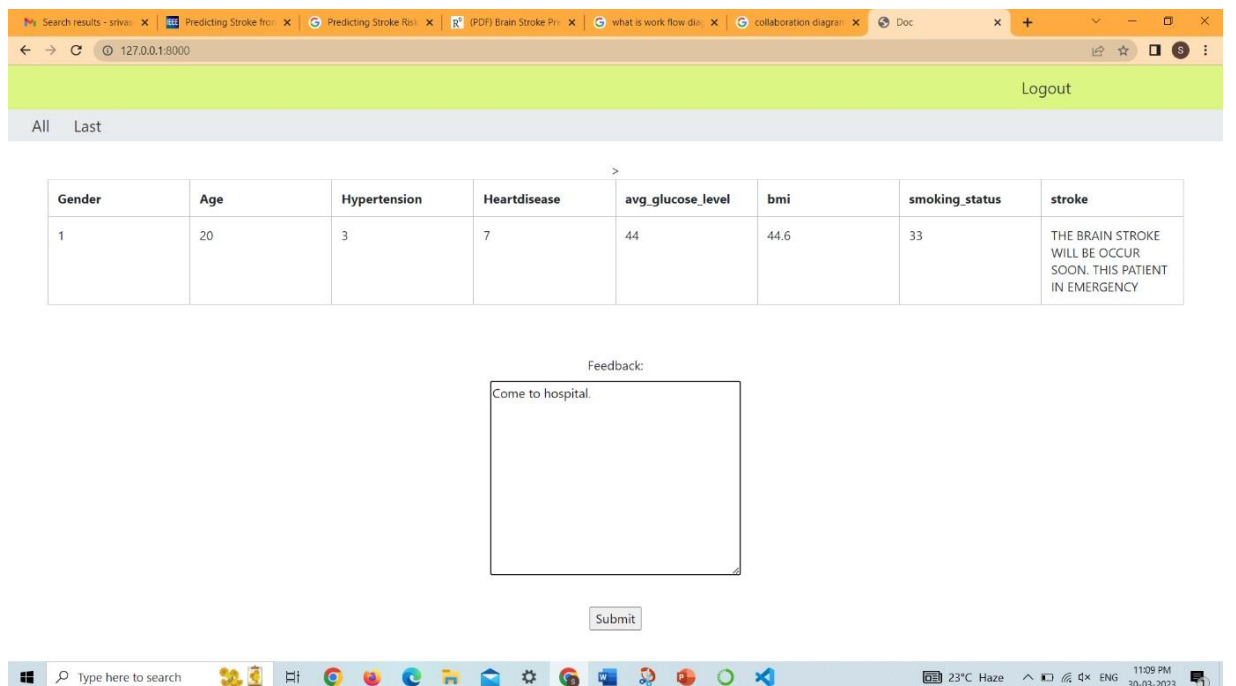 Search results - srivas
IEEE Predicting Stroke from
Predicting Stroke Risk
R⁶ (PDF) Brain Stroke Pre
what is work flow diag
collaboration diagram
Doc
127.0.0.1:8000
S
Logout
All Last
>
Gender Age Hypertension Heartdisease avg_glucose_level bmi smoking_status stroke
1 20 3 7 44 44.6 33 THE BRAIN STROKE
WILL BE OCCUR
SOON. THIS PATIENT
IN EMERGENCY
Feedback:
Come to hospital.
Submit
Type here to search
23°C Haze
ENG
11:09 PM
30-03-2023